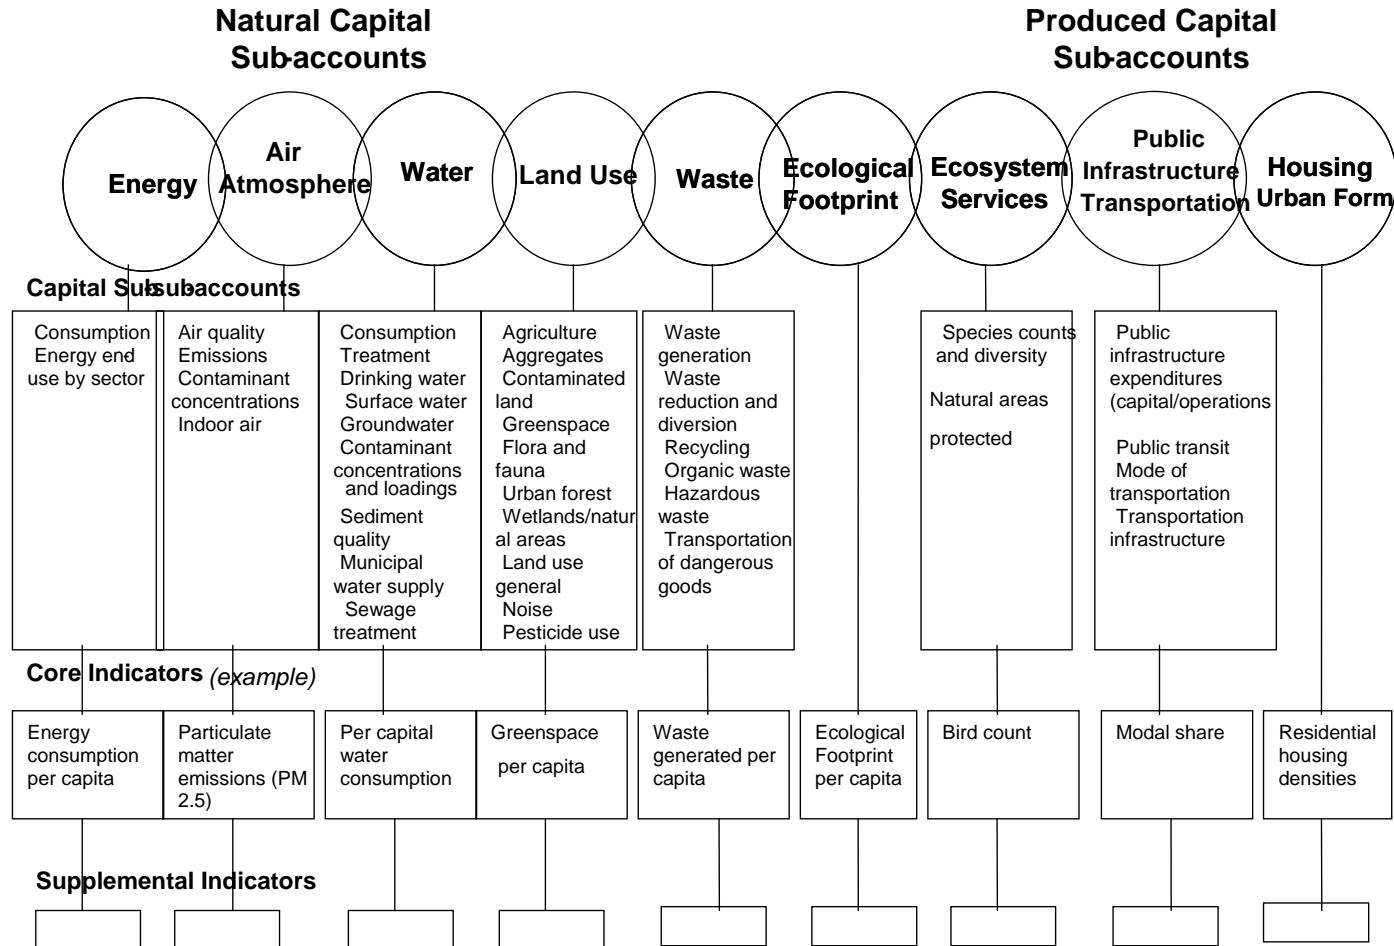 Natural Capital
Sub-accounts
Produced Capital
Sub-accounts
Energy
Air
Atmosphere
Water
Land Use
Waste
Ecological
Footprint
Ecosystem
Services
Public
Infrastructure
Transportation
Housing
Urban Form
Capital Sub-subaccounts
Consumption
Energy end-
use by sector
Air quality
Emissions
Contaminant
concentrations
Indoor air
Consumption
Treatment
Drinking water
Surface water
Groundwater
Contaminant
concentrations
and loadings
Sediment
quality
Municipal
water supply
Sewage
treatment
Agriculture
Aggregates
Contaminated
land
Greenspace
Flora and
fauna
Urban forest
Wetlands/natur
al areas
Land use
general
Noise
Pesticide use
Waste
generation
Waste
reduction and
diversion
Recycling
Organic waste
Hazardous
waste
Transportation
of dangerous
goods
Species counts
and diversity
Natural areas
protected
Public
infrastructure
expenditures
(capital/operations
Public transit
Mode of
transportation
Transportation
infrastructure
Core Indicators (example)
Energy
consumption
per capita
Particulate
matter
emissions (PM
2.5)
Per capital
water
consumption
Greenspace
per capita
Waste
generated per
capita
Ecological
Footprint
per capita
Bird count
Modal share
Residential
housing
densities
Supplemental Indicators